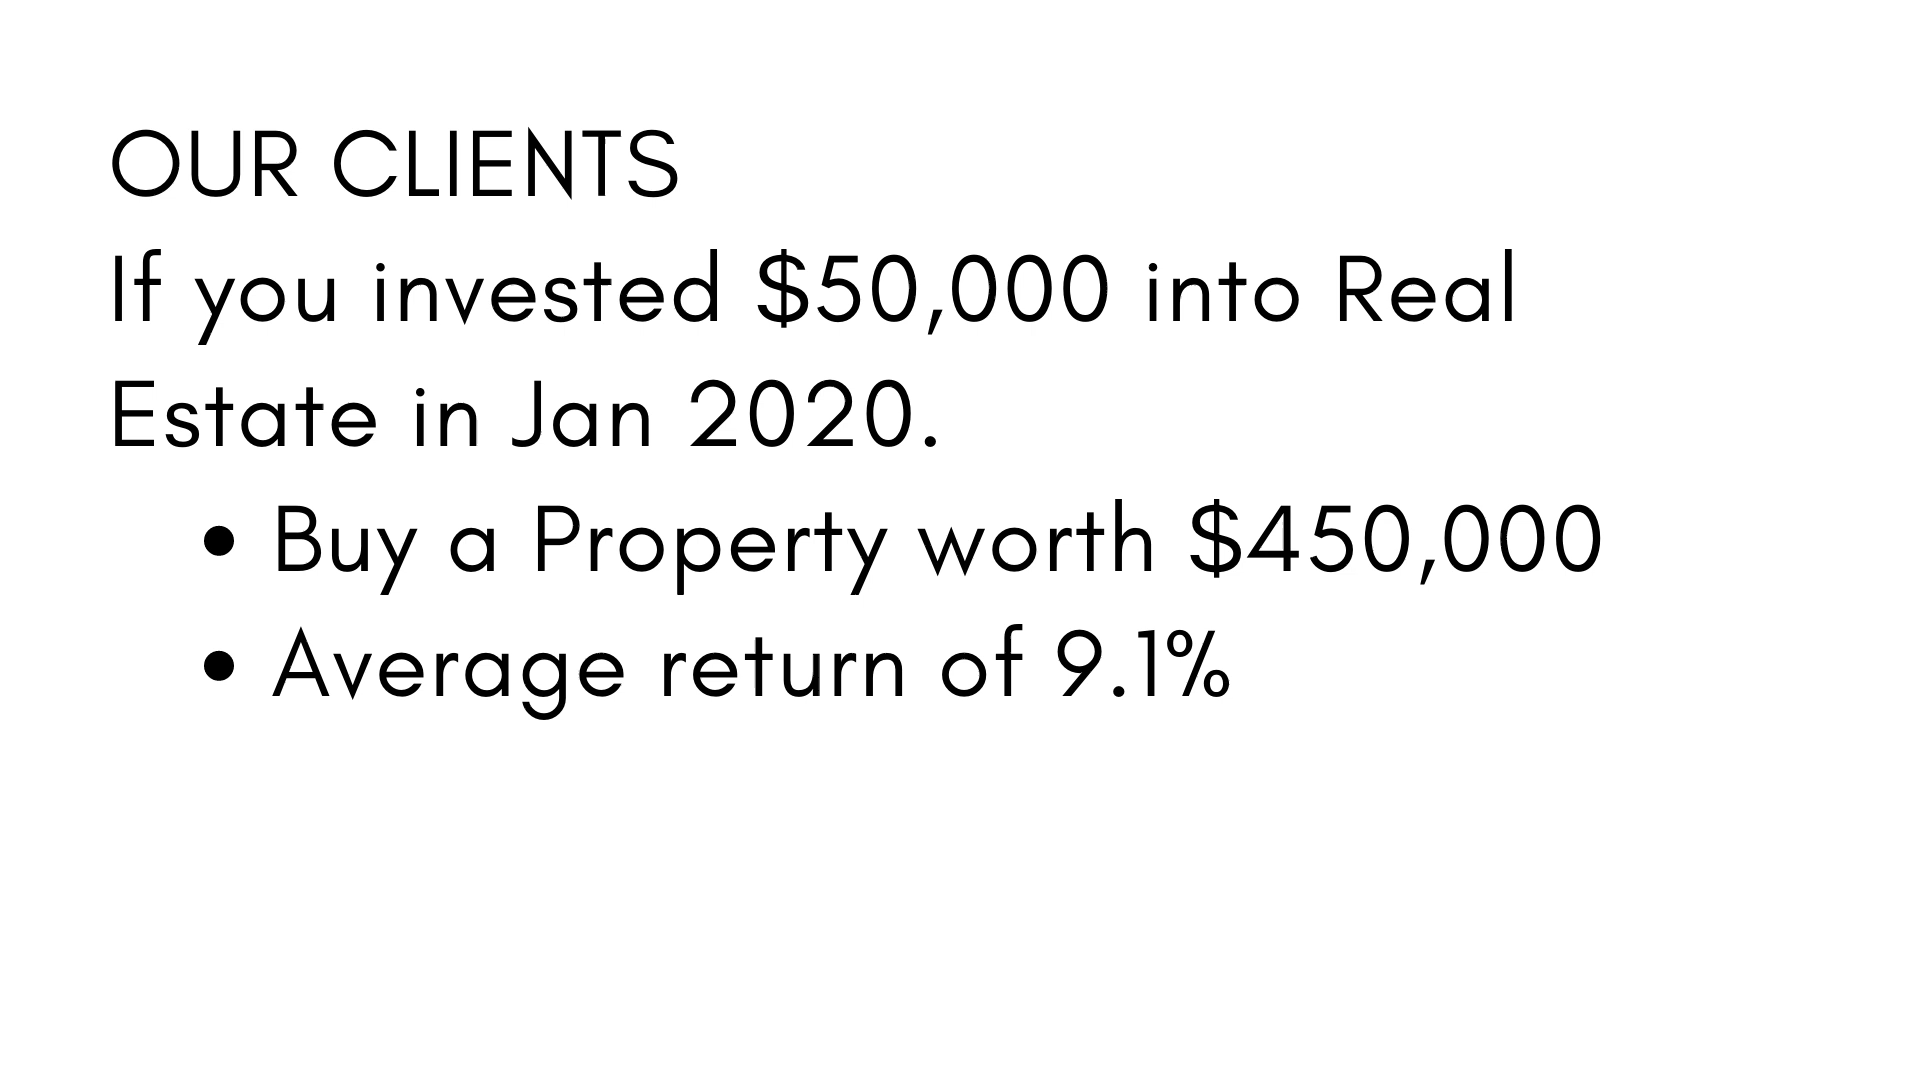 OUR CLIENTS
If you invested $50,000 into Real
Estate in Jan 2020.
• Buy a Property worth $450,000
• Average return of 9.1%